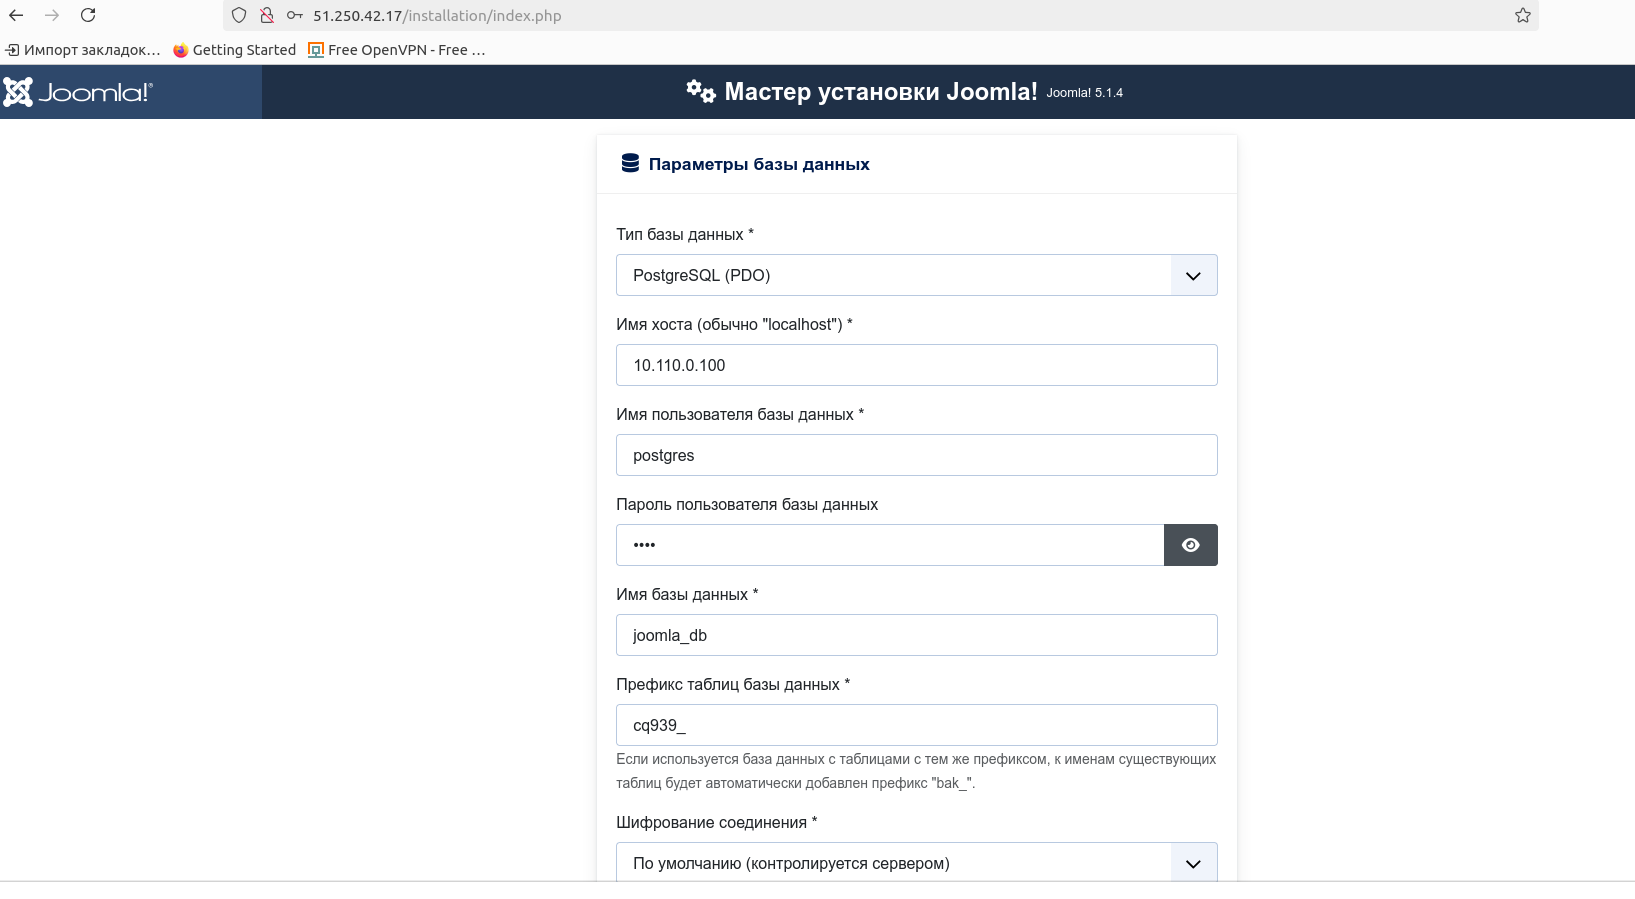 51.250.42.17/installation/index.php
Импорт закладок...
Getting Started
Free OpenVPN - Free ...
Joomla!®
Мастер установки Joomla! Joomla! 5.1.4
Параметры базы данных
Тип базы данных *
PostgreSQL (PDO)
Имя хоста (обычно "localhost") *
10.110.0.100
Имя пользователя базы данных *
postgres
Пароль пользователя базы данных
••••
Имя базы данных *
joomla_db
Префикс таблиц базы данных *
cq939_
Если используется база данных с таблицами с тем же префиксом, к именам существующих
таблиц будет автоматически добавлен префикс "bak_".
Шифрование соединения *
По умолчанию (контролируется сервером)